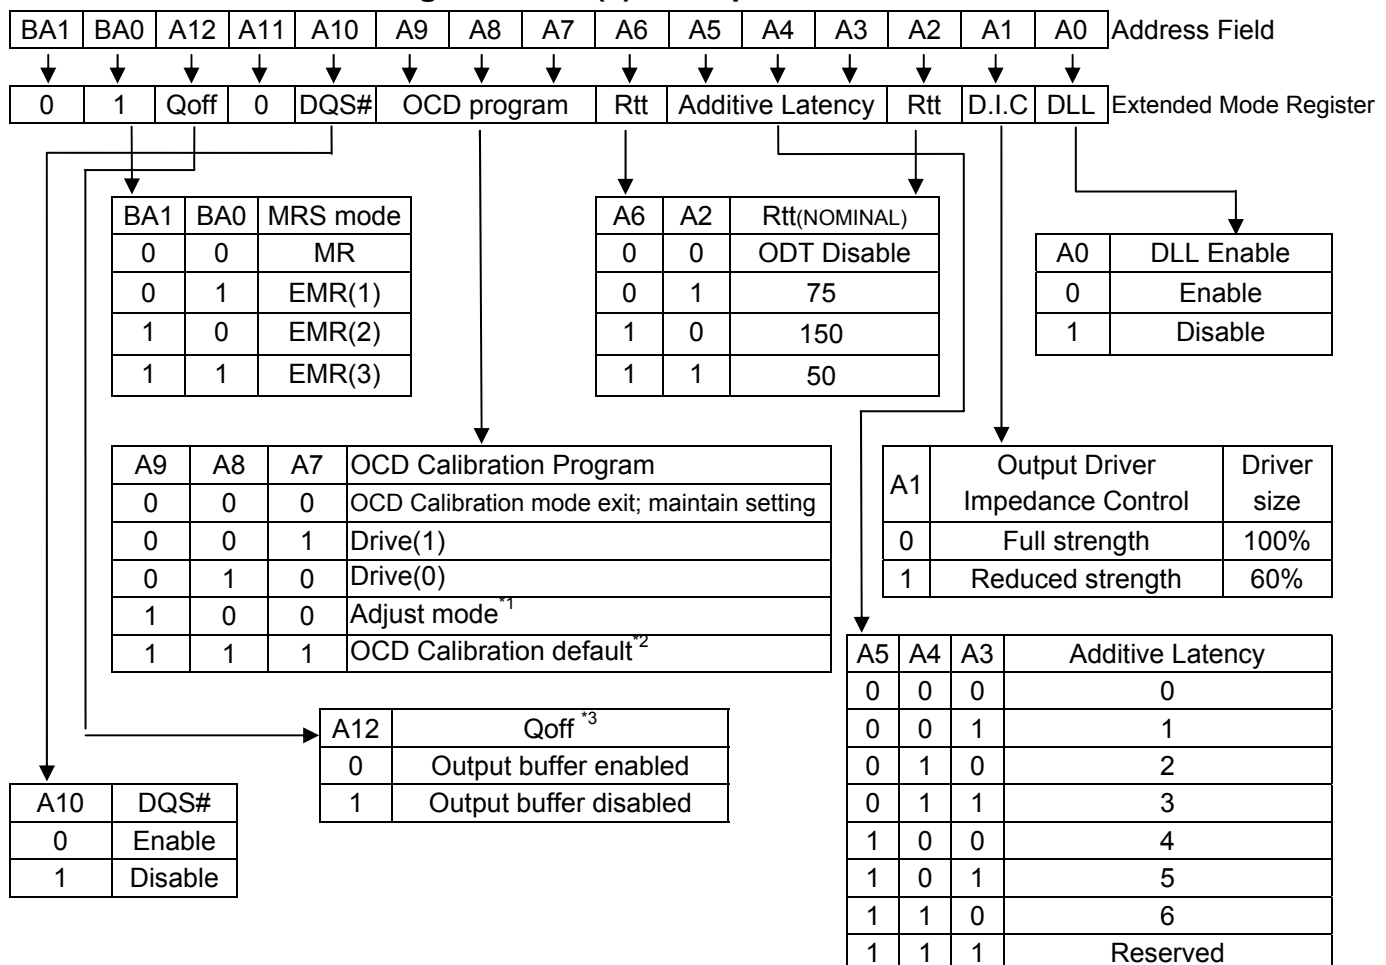 BA1 BA0 A12 A11 A10 A9 A8 A7 A6 A5 A4 A3 A2 A1 A0 Address Field
0 1 Qoff 0 DQS# OCD program Rtt Additive Latency Rtt D.I.C DLL Extended Mode Register
BA1 BA0 MRS mode
0 0 MR
0 1 EMR(1)
1 0 EMR(2)
1 1 EMR(3)
A6 A2 Rtt(NOMINAL)
0 0 ODT Disable
0 1 75
1 0 150
1 1 50
A0 DLL Enable
0 Enable
1 Disable
A9 A8 A7 OCD Calibration Program
0 0 0 OCD Calibration mode exit; maintain setting
0 0 1 Drive(1)
0 1 0 Drive(0)
1 0 0 Adjust mode*1
1 1 1 OCD Calibration default*2
A1 Output Driver Impedance Control Driver size
0 Full strength 100%
1 Reduced strength 60%
A12 Qoff *3
0 Output buffer enabled
1 Output buffer disabled
A10 DQS#
0 Enable
1 Disable
A5 A4 A3 Additive Latency
0 0 0 0
0 0 1 1
0 1 0 2
0 1 1 3
1 0 0 4
1 0 1 5
1 1 0 6
1 1 1 Reserved